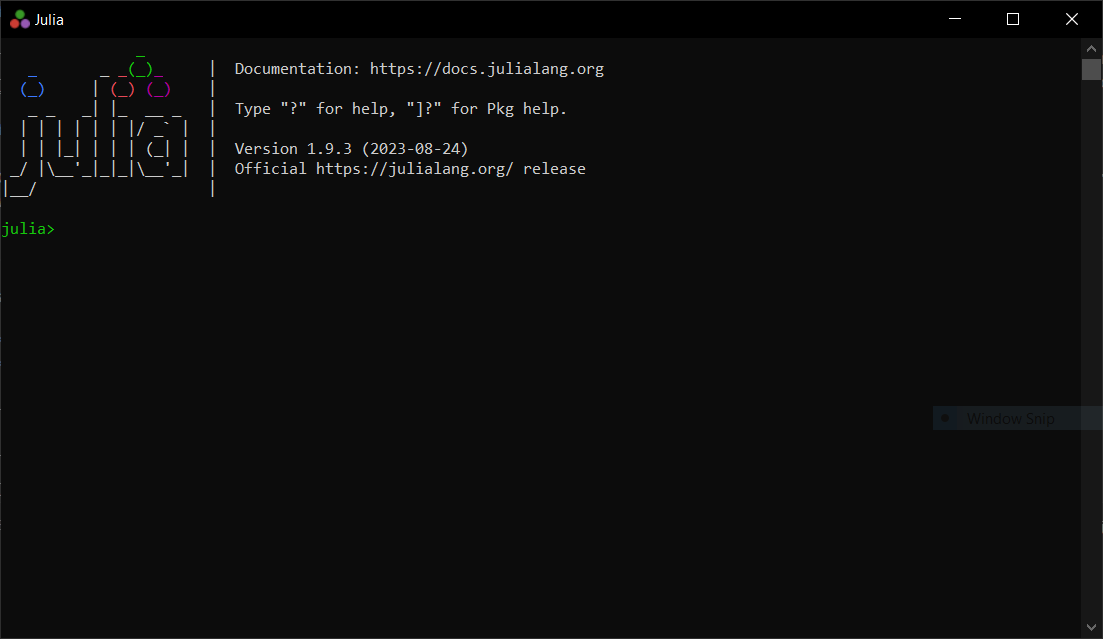 Julia
Documentation: https://docs.julialang.org
Type "?" for help, "]?" for Pkg help.
Version 1.9.3 (2023-08-24)
Official https://julialang.org/ release
julia>
Window Snip